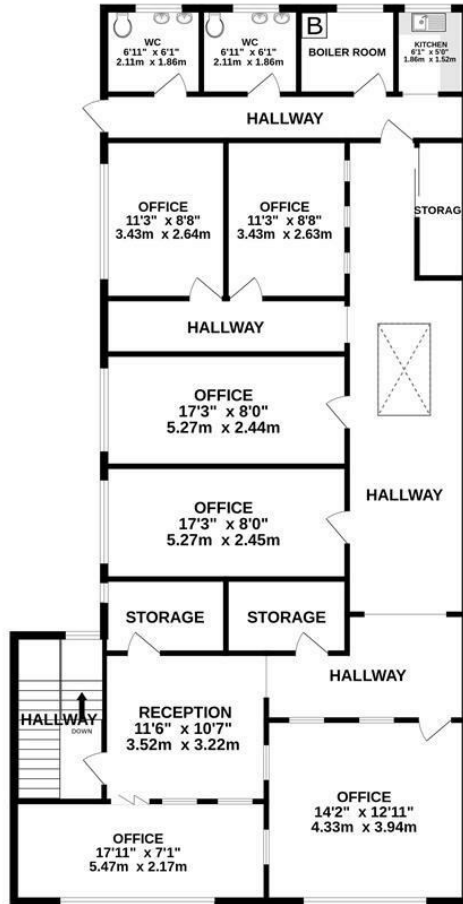 WC
6'11" x 6'1"
2.11m x 1.86m
WC
6'11" x 6'1"
2.11m x 1.86m
B
BOILER ROOM
KITCHEN
6'1" x 5'0"
1.86m x 1.52m
HALLWAY
OFFICE
11'3" x 8'8"
3.43m x 2.64m
OFFICE
11'3" x 8'8"
3.43m x 2.63m
STORAG
HALLWAY
OFFICE
17'3" x 8'0"
5.27m x 2.44m
HALLWAY
OFFICE
17'3" x 8'0"
5.27m x 2.45m
STORAGE
STORAGE
HALLWAY
HALLWAY
DOWN
RECEPTION
11'6" x 10'7"
3.52m x 3.22m
OFFICE
14'2" x 12'11"
4.33m x 3.94m
OFFICE
17'11" x 7'1"
5.47m x 2.17m